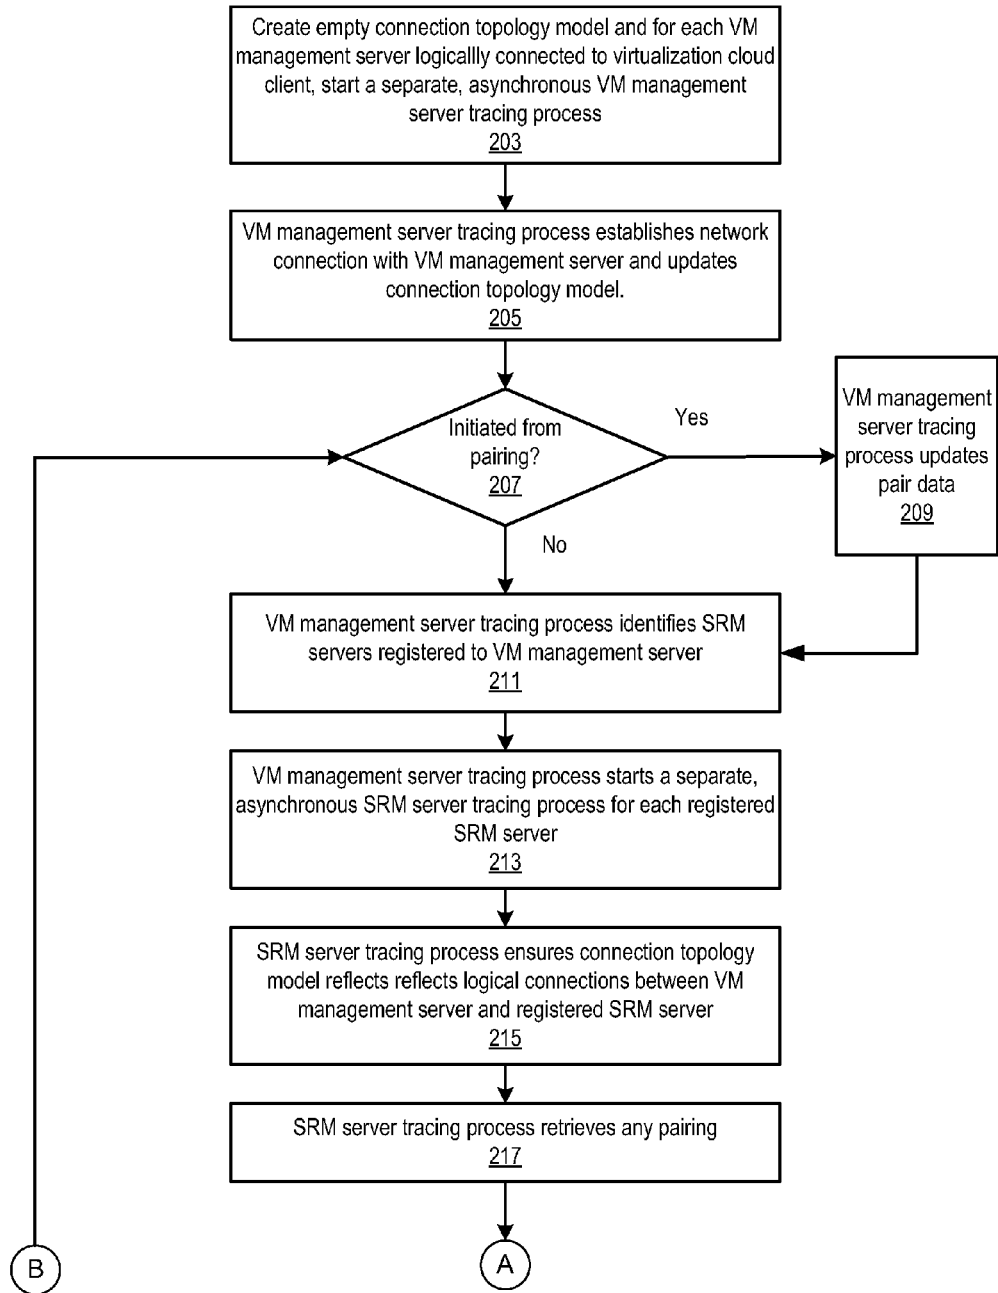 Create empty connection topology model and for each VM
management server logicallly connected to virtualization cloud
client, start a separate, asynchronous VM management
server tracing process
203
VM management server tracing process establishes network
connection with VM management server and updates
connection topology model.
205
Initiated from
pairing?
207
Yes
No
VM management
server tracing
process updates
pair data
209
VM management server tracing process identifies SRM
servers registered to VM management server
211
VM management server tracing process starts a separate,
asynchronous SRM server tracing process for each registered
SRM server
213
SRM server tracing process ensures connection topology
model reflects reflects logical connections between VM
management server and registered SRM server
215
SRM server tracing process retrieves any pairing
217
B
A